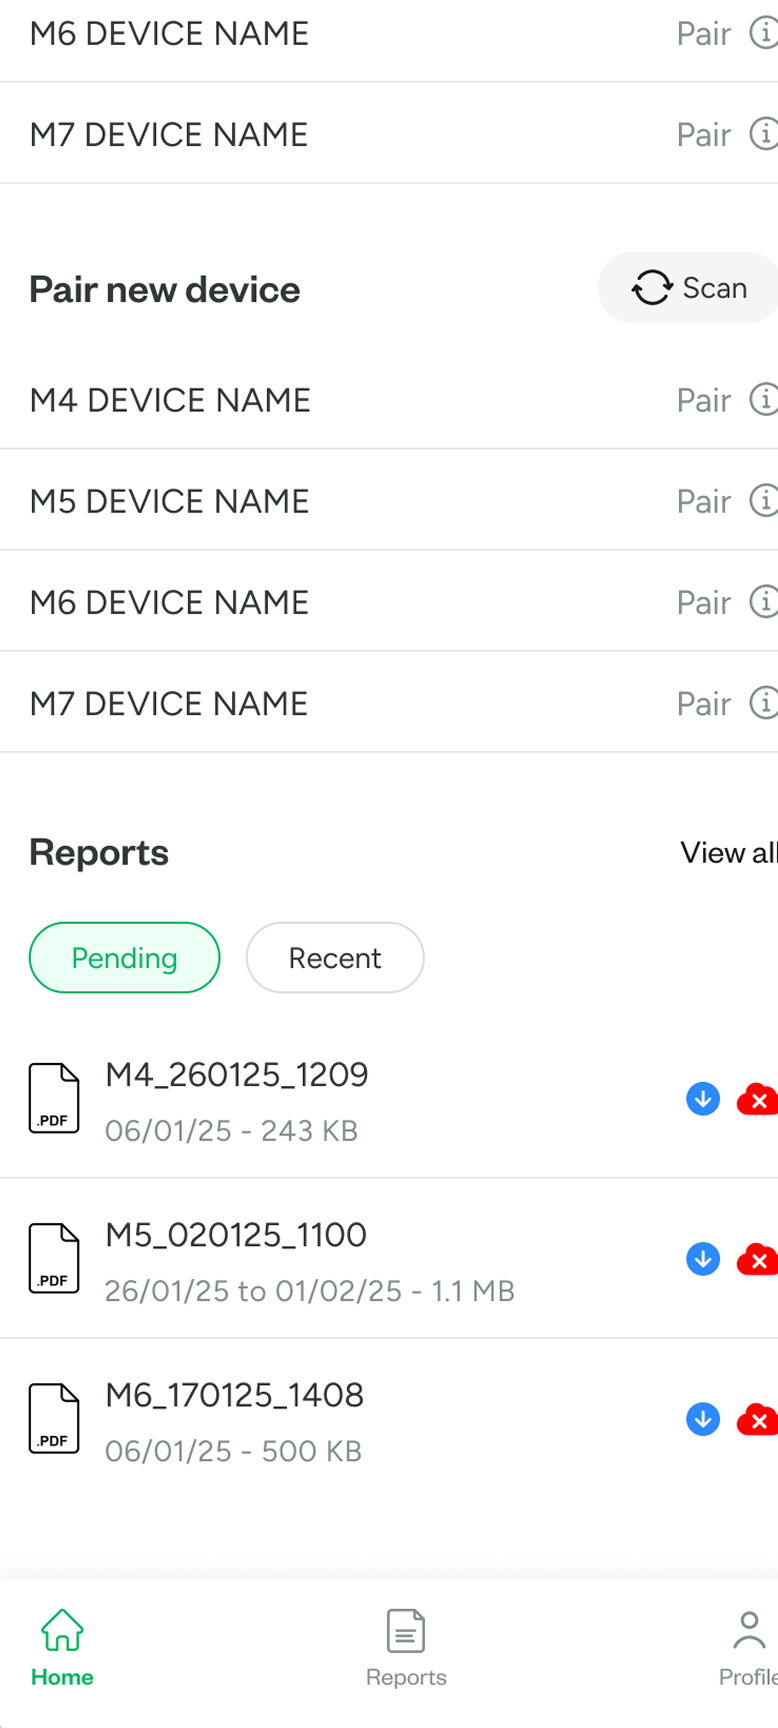 M6 DEVICE NAME Pair
M7 DEVICE NAME Pair
Pair new device Scan
M4 DEVICE NAME Pair
M5 DEVICE NAME Pair
M6 DEVICE NAME Pair
M7 DEVICE NAME Pair
Reports View all
Pending Recent
M4_260125_1209
.PDF
06/01/25 - 243 KB
M5_020125_1100
.PDF
26/01/25 to 01/02/25 - 1.1 MB
M6_170125_1408
.PDF
06/01/25 - 500 KB
Home Reports Profile